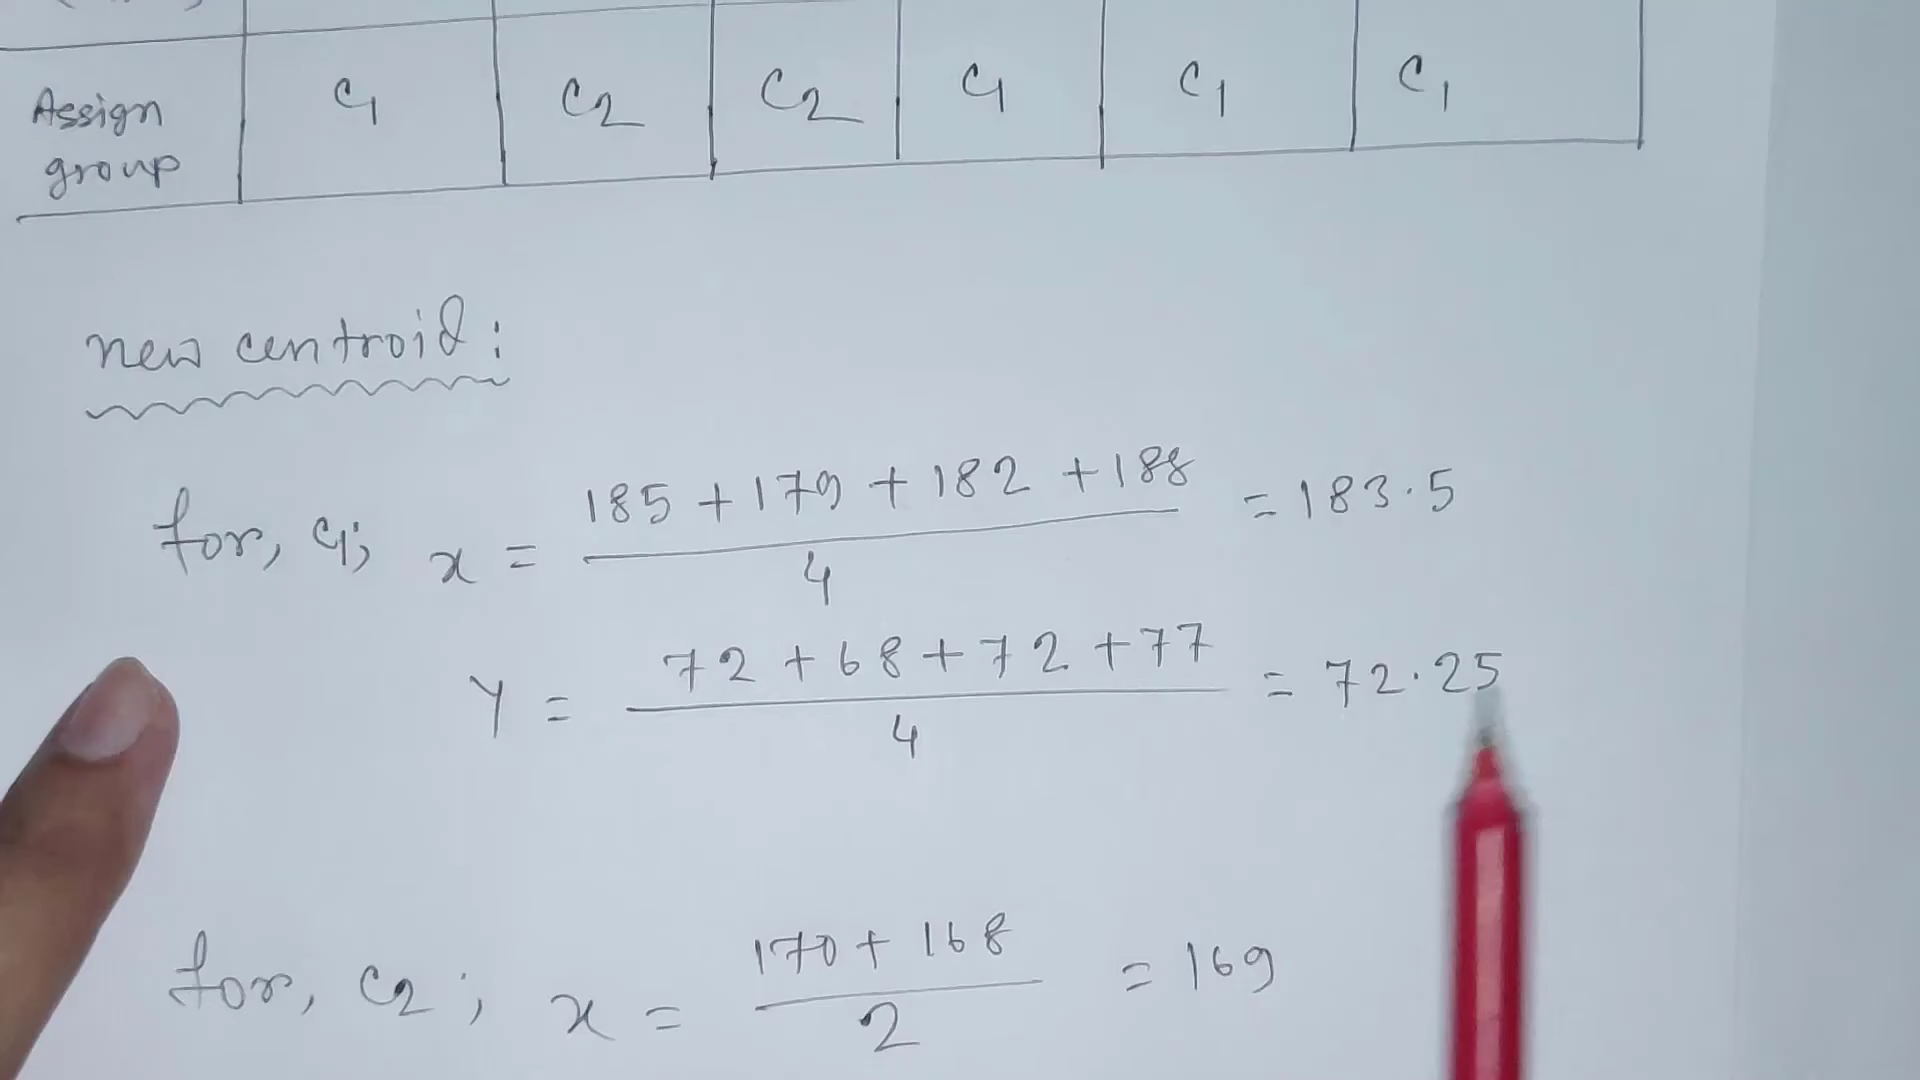 Assign group C1 C2 C2 C1 C1 C1
new centroid:
for, C1; x = (185 + 179 + 182 + 188) / 4 = 183.5
Y = (72 + 68 + 72 + 77) / 4 = 72.25
for, C2; x = (170 + 168) / 2 = 169